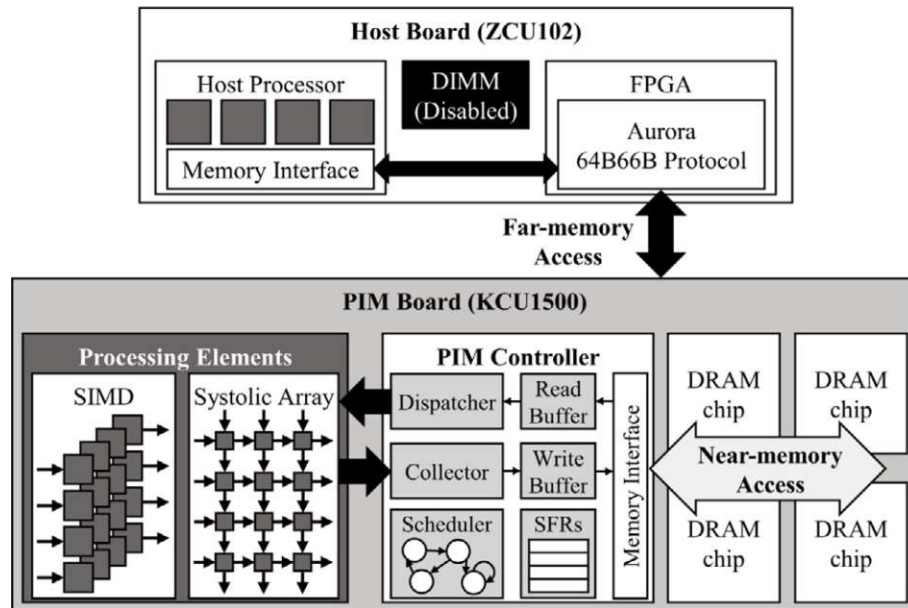 Host Board (ZCU102)
Host Processor
Memory Interface
DIMM
(Disabled)
FPGA
Aurora
64B66B Protocol
Far-memory
Access
PIM Board (KCU1500)
Processing Elements
SIMD
Systolic Array
PIM Controller
Dispatcher
Read
Buffer
Collector
Write
Buffer
Scheduler
SFRs
Memory Interface
DRAM
chip
DRAM
chip
Near-memory
Access
DRAM
chip
DRAM
chip